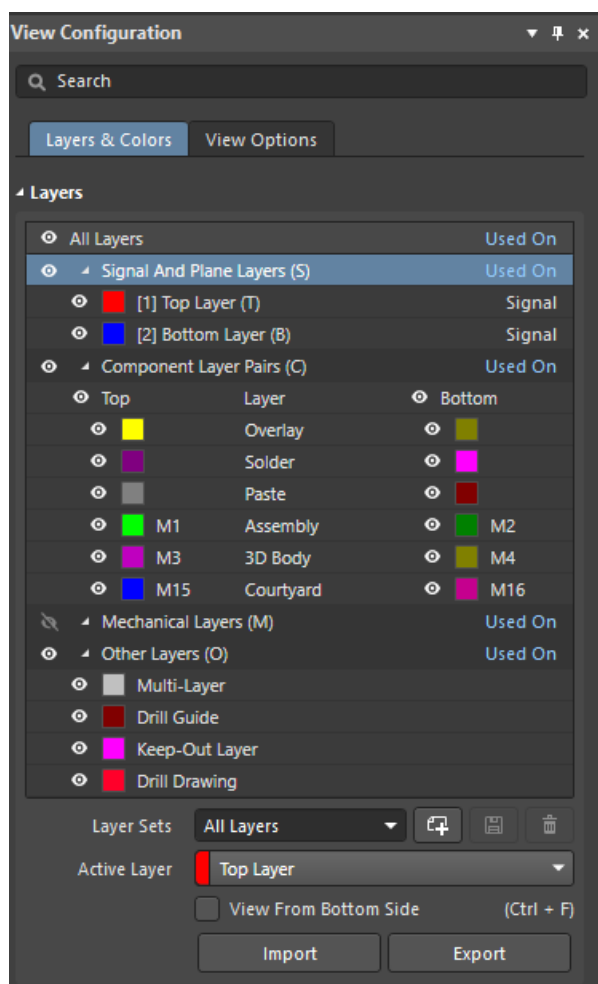 View Configuration
Search
Layers & Colors View Options
Layers
All Layers Used On
Signal And Plane Layers (S) Used On
[1] Top Layer (T) Signal
[2] Bottom Layer (B) Signal
Component Layer Pairs (C) Used On
Top Layer Bottom
Overlay
Solder
Paste
M1 Assembly M2
M3 3D Body M4
M15 Courtyard M16
Mechanical Layers (M) Used On
Other Layers (O) Used On
Multi-Layer
Drill Guide
Keep-Out Layer
Drill Drawing
Layer Sets All Layers
Active Layer Top Layer
View From Bottom Side (Ctrl + F)
Import Export